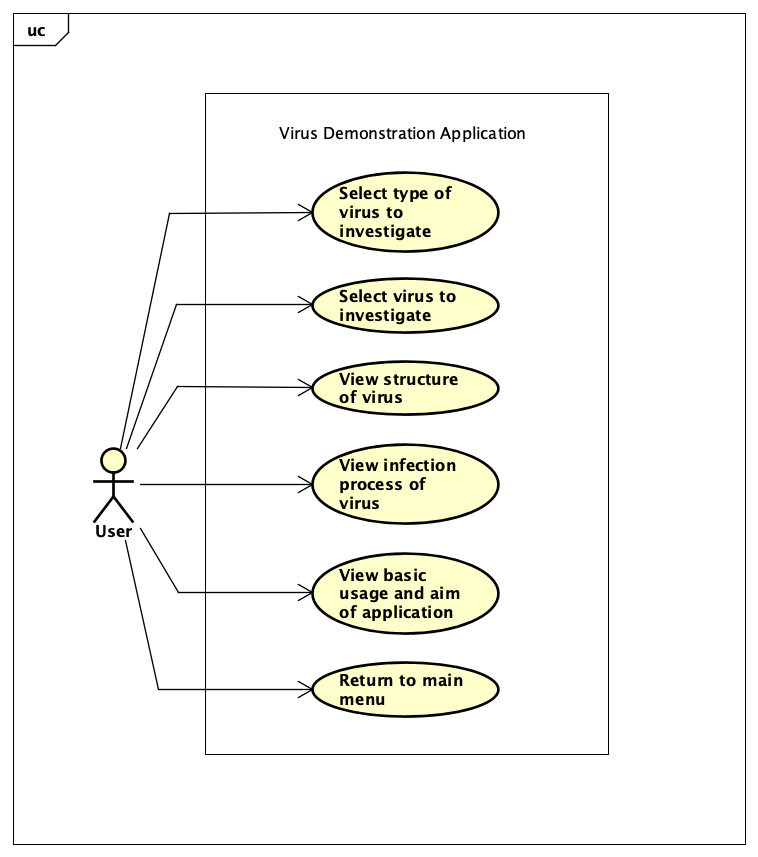 uc
Virus Demonstration Application
Select type of
virus to
investigate
Select virus to
investigate
View structure
of virus
View infection
process of
virus
User
View basic
usage and aim
of application
Return to main
menu